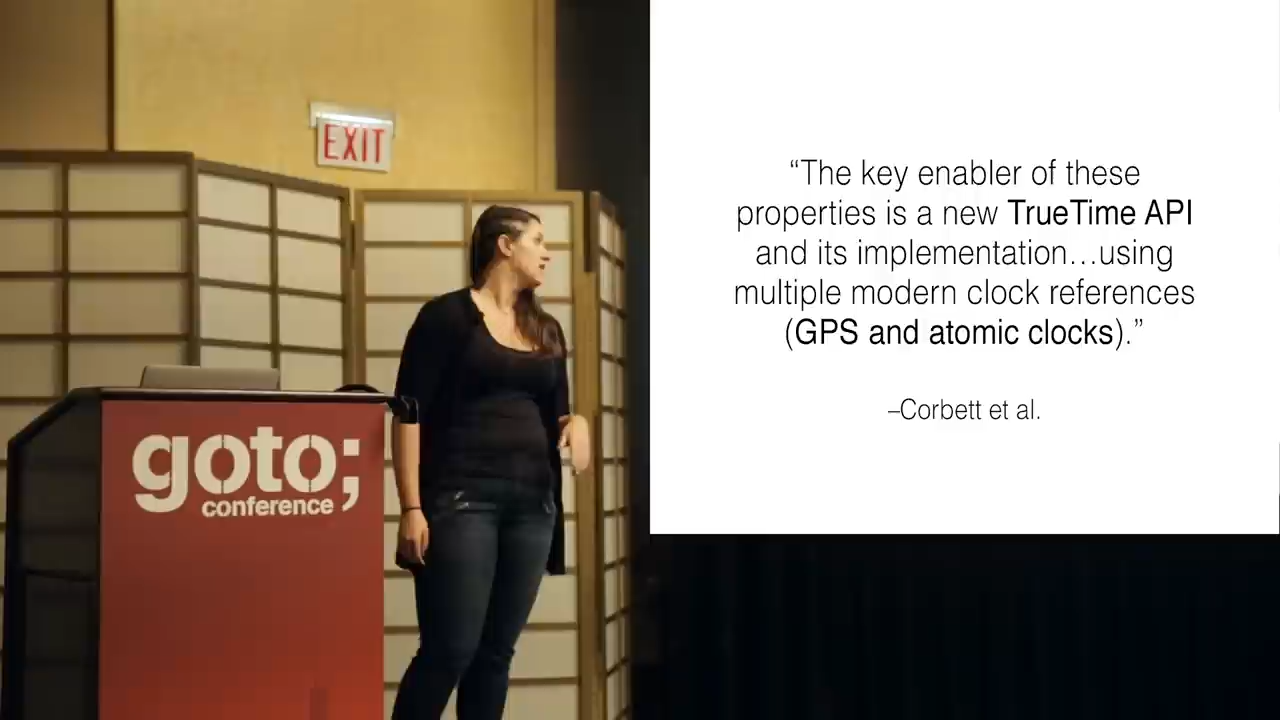 EXIT
goto;
conference
“The key enabler of these
properties is a new TrueTime API
and its implementation…using
multiple modern clock references
(GPS and atomic clocks).”
–Corbett et al.